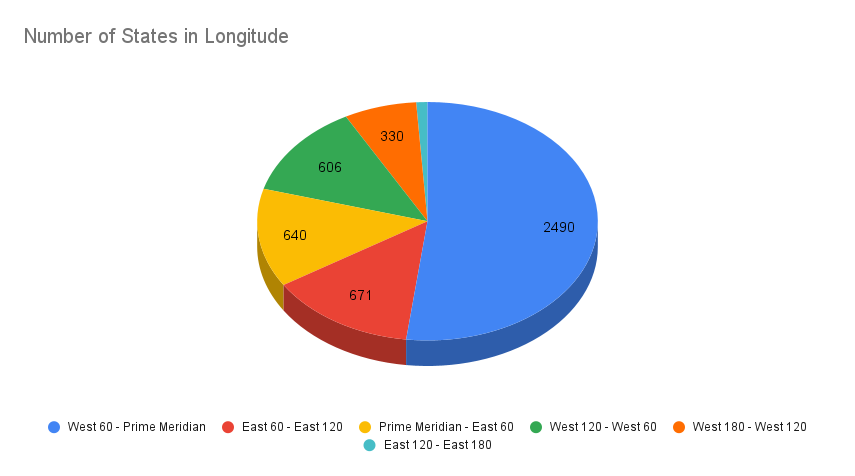 Number of States in Longitude
330
606
2490
640
671
West 60 - Prime Meridian
East 60 - East 120
Prime Meridian - East 60
West 120 - West 60
West 180 - West 120
East 120 - East 180